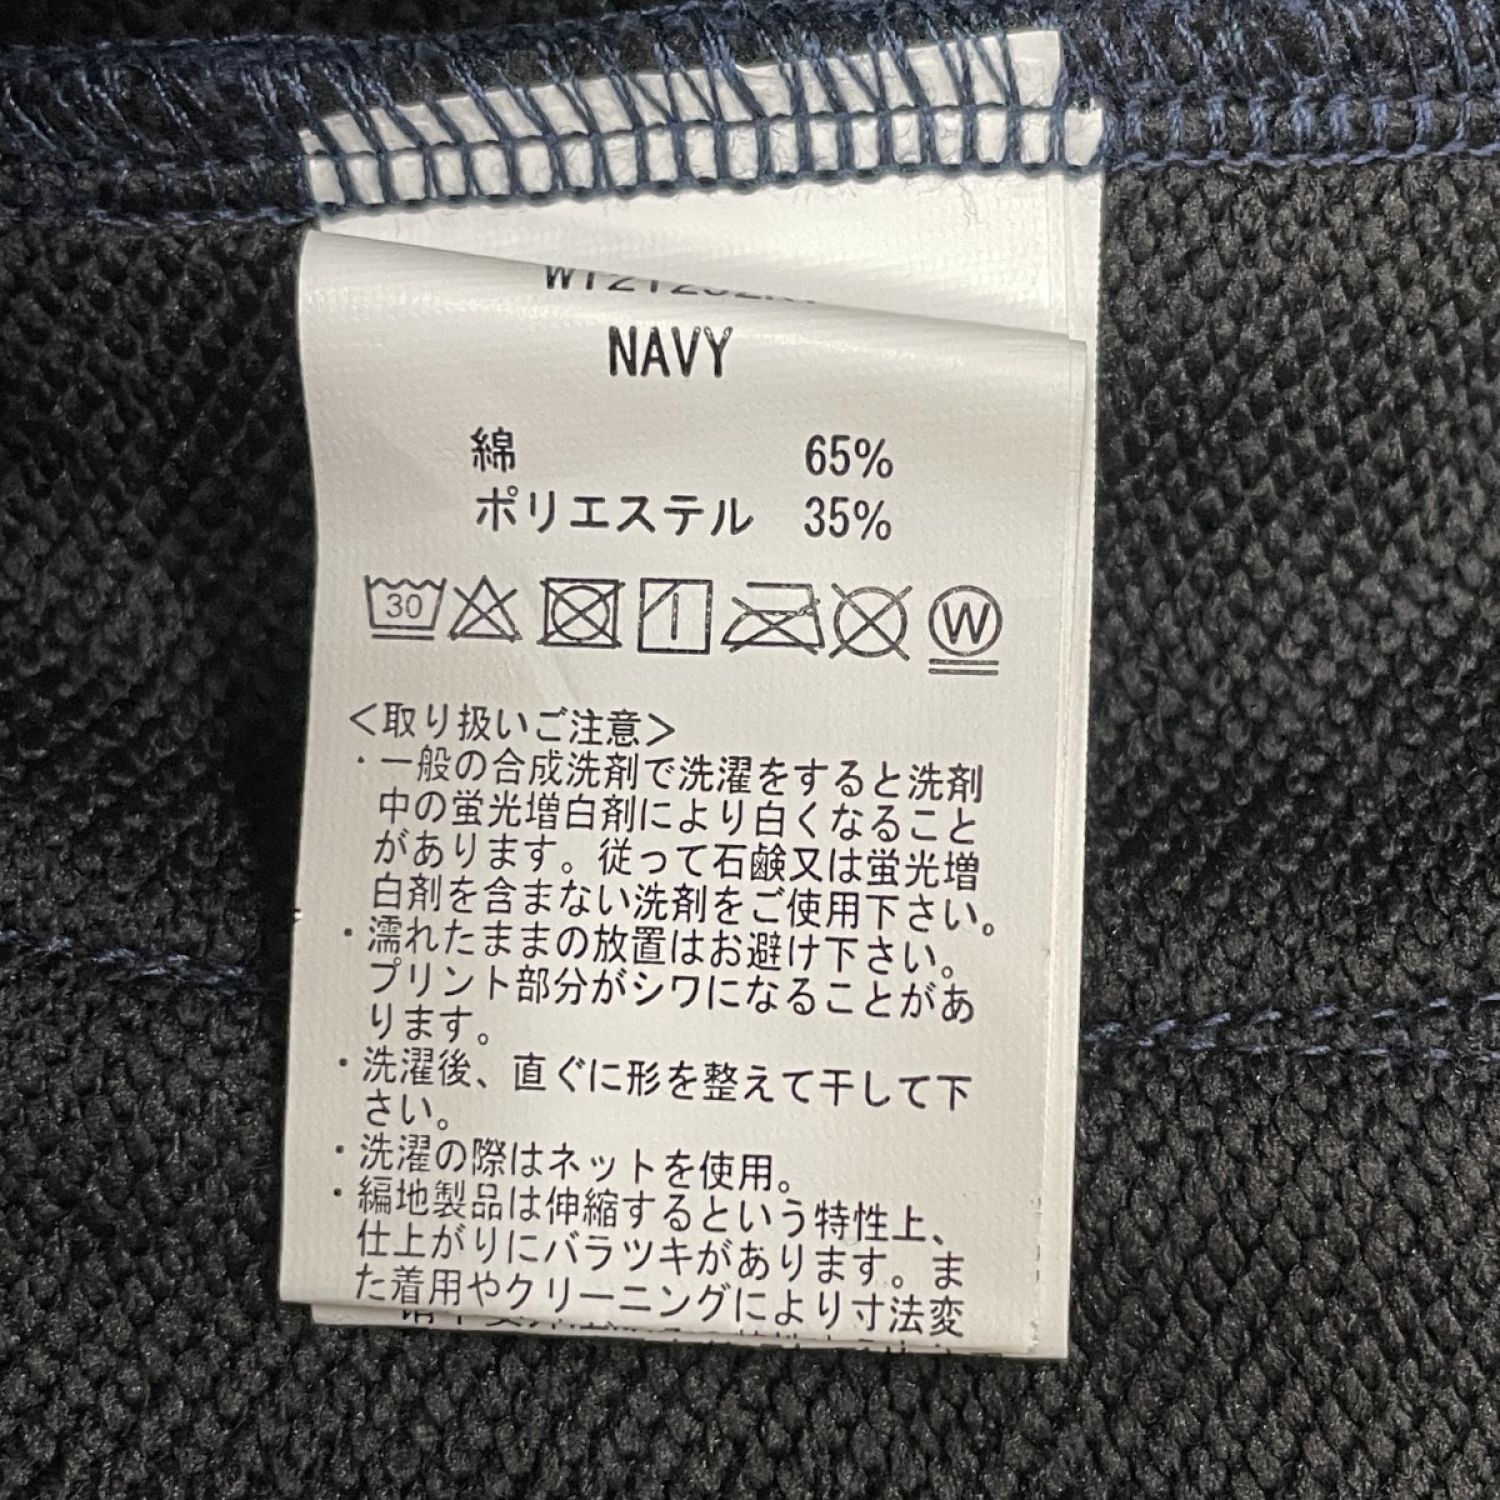 NAVY
綿 65%
ポリエステル 35%
30
W
＜取り扱いご注意＞
・一般の合成洗剤で洗濯をすると洗剤
中の蛍光増白剤により白くなること
があります。従って石鹸又は蛍光増
白剤を含まない洗剤をご使用下さい。
・濡れたままの放置はお避け下さい。
プリント部分がシワになることがあ
ります。
・洗濯後、直ぐに形を整えて干して下
さい。
・洗濯の際はネットを使用。
・編地製品は伸縮するという特性上、
仕上がりにバラツキがあります。ま
た着用やクリーニングにより寸法変